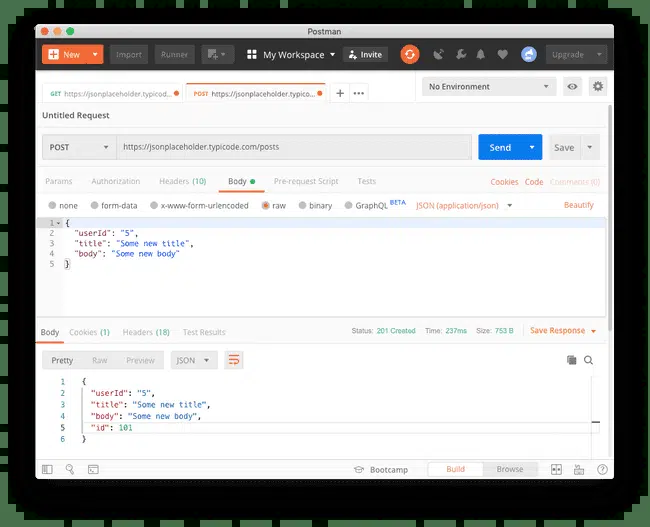 Postman
New Import Runner My Workspace Invite Upgrade
GET https://jsonplaceholder.typicod... POST https://jsonplaceholder.typico... + ••• No Environment
Untitled Request
POST https://jsonplaceholder.typicode.com/posts Send Save
Params Authorization Headers (10) Body Pre-request Script Tests Cookies Code Comments (0)
none form-data x-www-form-urlencoded raw binary GraphQL BETA JSON (application/json) Beautify
1 {
2 "userId": "5",
3 "title": "Some new title",
4 "body": "Some new body"
5 }
Body Cookies (1) Headers (18) Test Results Status: 201 Created Time: 237ms Size: 753 B Save Response
Pretty Raw Preview JSON
1 {
2 "userId": "5",
3 "title": "Some new title",
4 "body": "Some new body",
5 "id": 101
6 }
Bootcamp Build Browse ?